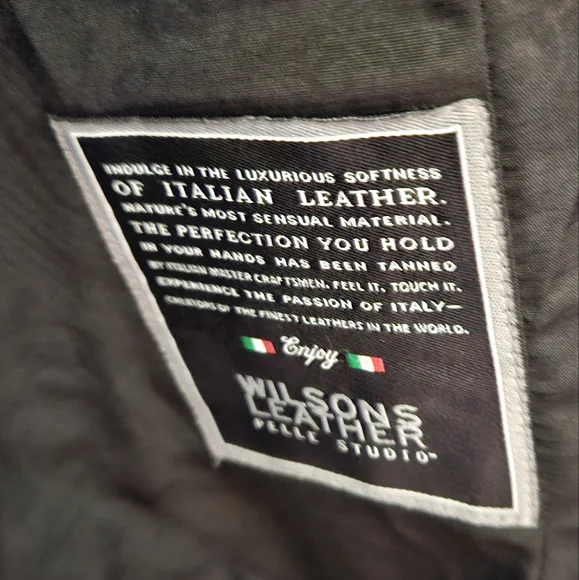 INDULGE IN THE LUXURIOUS SOFTNESS
OF ITALIAN LEATHER.
NATURE'S MOST SENSUAL MATERIAL.
THE PERFECTION YOU HOLD
IN YOUR HANDS HAS BEEN TANNED
BY ITALIAN MASTER CRAFTSMEN. FEEL IT. TOUCH IT.
EXPERIENCE THE PASSION OF ITALY—
CREATORS OF THE FINEST LEATHERS IN THE WORLD.
Enjoy
WILSONS
LEATHER
PELLE STUDIO™